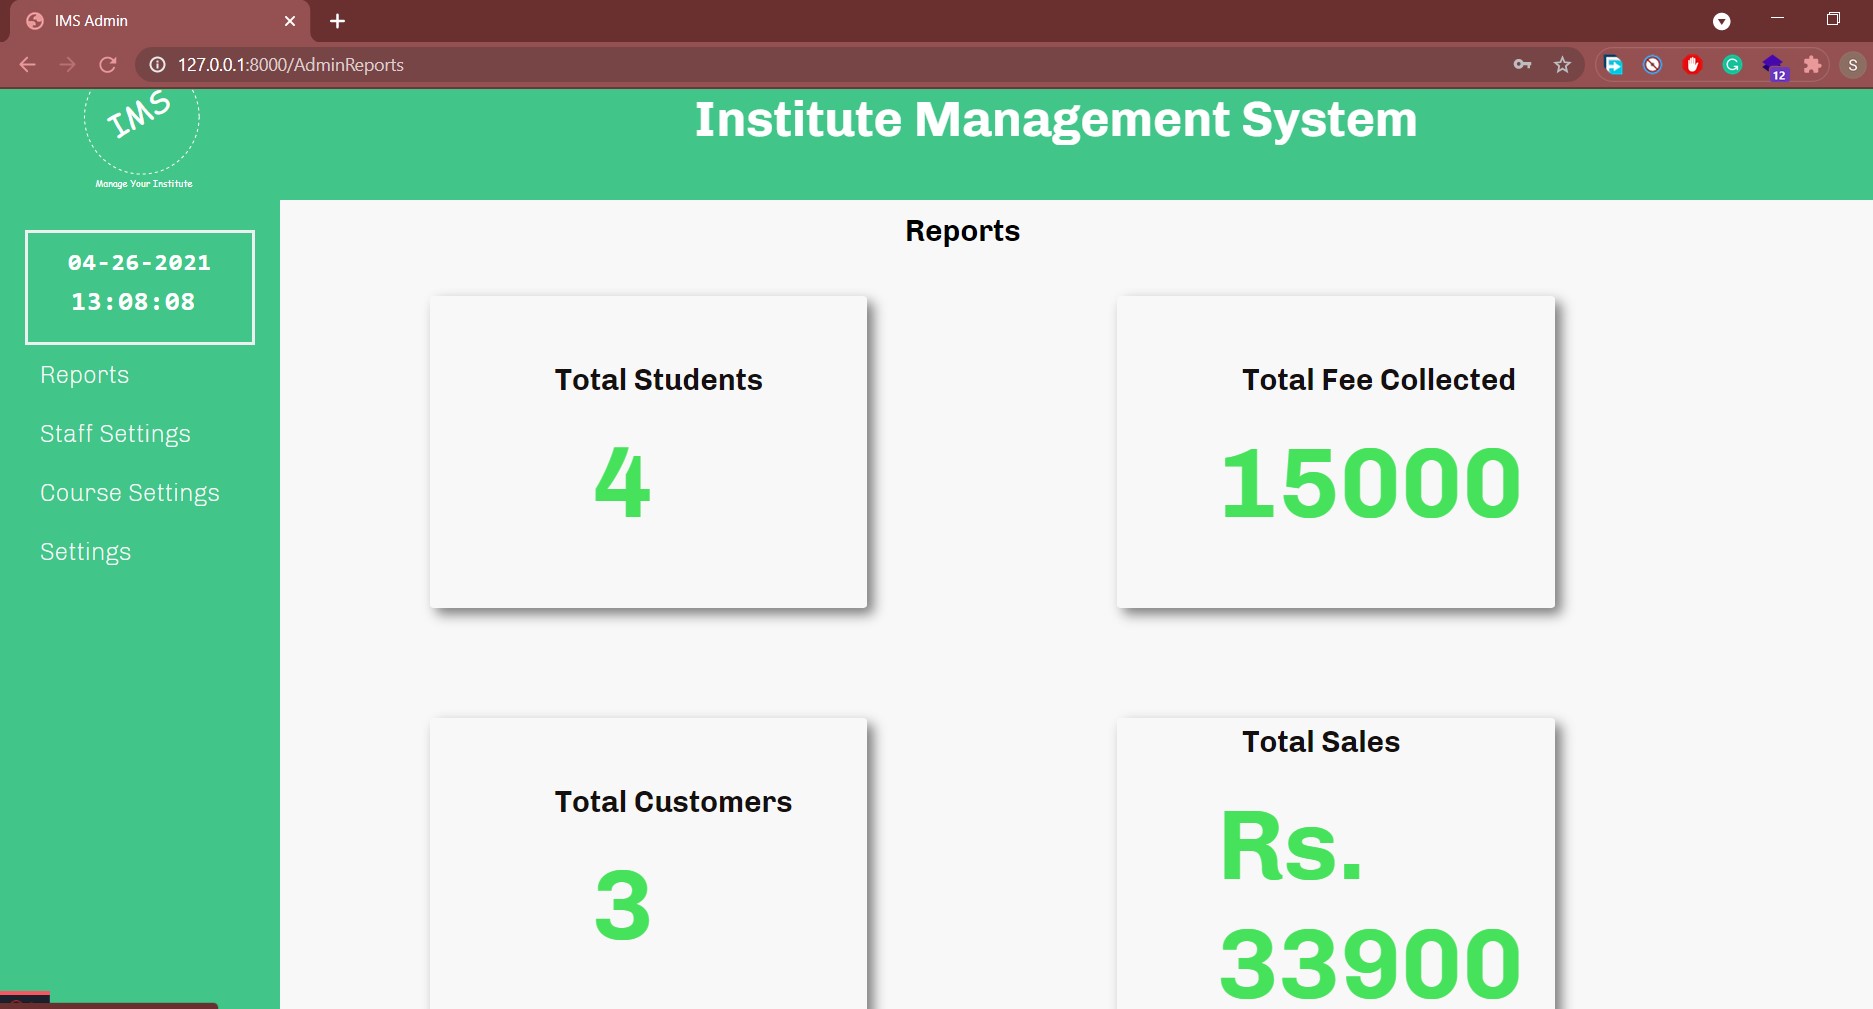 IMS Admin
127.0.0.1:8000/AdminReports
12
S
IMS
Manage Your Institute
Institute Management System
04-26-2021
13:08:08
Reports
Staff Settings
Course Settings
Settings
Reports
Total Students
4
Total Fee Collected
15000
Total Customers
3
Total Sales
Rs.
33900